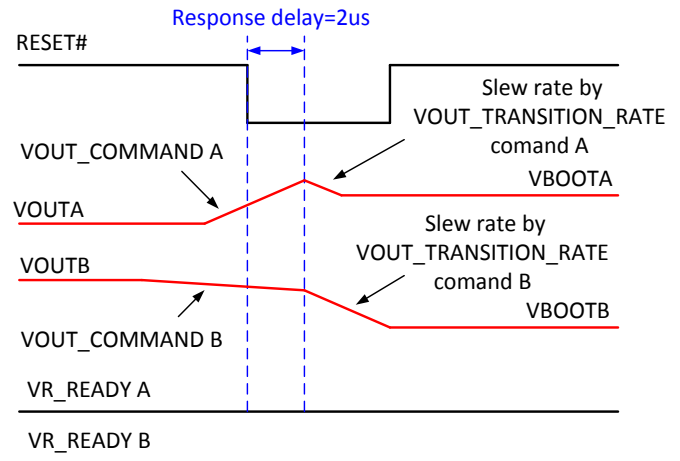 Response delay=2us
RESET#
Slew rate by
VOUT_TRANSITION_RATE
comand A
VOUT_COMMAND A
VBOOTA
VOUTA
Slew rate by
VOUT_TRANSITION_RATE
comand B
VOUTB
VBOOTB
VOUT_COMMAND B
VR_READY A
VR_READY B